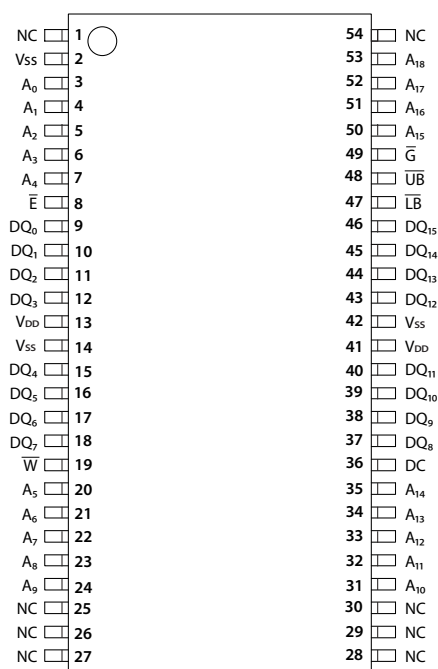 NC 1 54 NC
Vss 2 53 A₁₈
A₀ 3 52 A₁₇
A₁ 4 51 A₁₆
A₂ 5 50 A₁₅
A₃ 6 49 G̅
A₄ 7 48 U̅B̅
E̅ 8 47 L̅B̅
DQ₀ 9 46 DQ₁₅
DQ₁ 10 45 DQ₁₄
DQ₂ 11 44 DQ₁₃
DQ₃ 12 43 DQ₁₂
VDD 13 42 Vss
Vss 14 41 VDD
DQ₄ 15 40 DQ₁₁
DQ₅ 16 39 DQ₁₀
DQ₆ 17 38 DQ₉
DQ₇ 18 37 DQ₈
W̅ 19 36 DC
A₅ 20 35 A₁₄
A₆ 21 34 A₁₃
A₇ 22 33 A₁₂
A₈ 23 32 A₁₁
A₉ 24 31 A₁₀
NC 25 30 NC
NC 26 29 NC
NC 27 28 NC